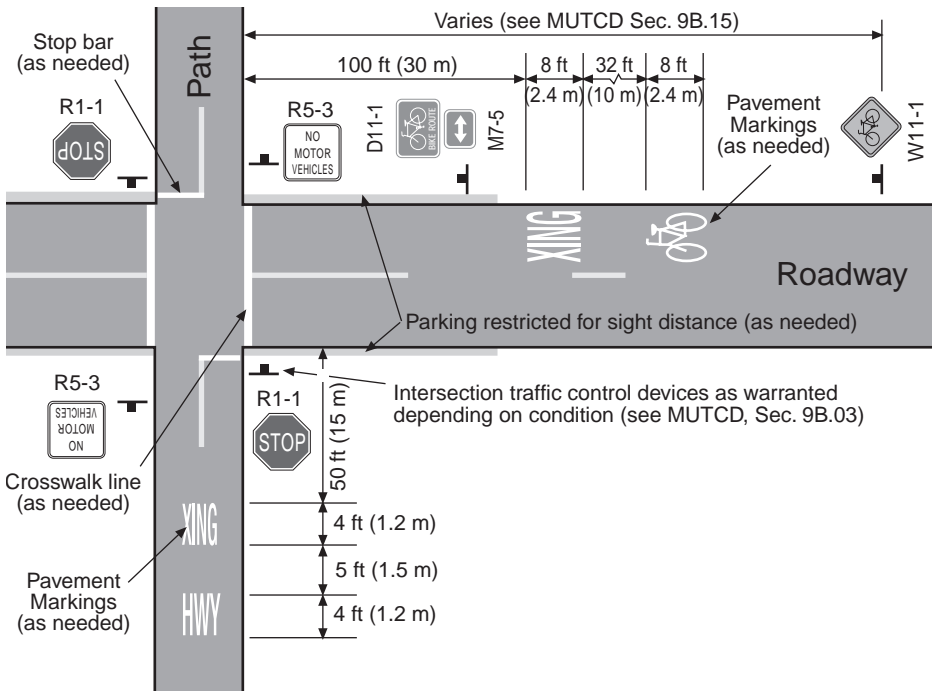 Varies (see MUTCD Sec. 9B.15)
Stop bar
(as needed)
Path
100 ft (30 m)
8 ft
(2.4 m)
32 ft
(10 m)
8 ft
(2.4 m)
R1-1
STOP
R5-3
NO
MOTOR
VEHICLES
D11-1
BIKE ROUTE
M7-5
Pavement
Markings
(as needed)
W11-1
XING
Roadway
Parking restricted for sight distance (as needed)
R5-3
NO
MOTOR
VEHICLES
R1-1
STOP
50 ft (15 m)
Intersection traffic control devices as warranted
depending on condition (see MUTCD, Sec. 9B.03)
Crosswalk line
(as needed)
XING
4 ft (1.2 m)
5 ft (1.5 m)
Pavement
Markings
(as needed)
HWY
4 ft (1.2 m)